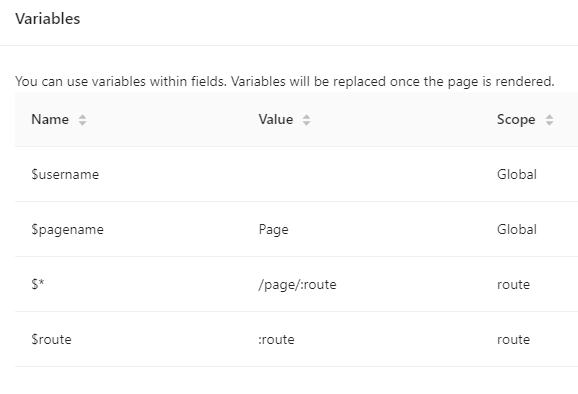 Variables
You can use variables within fields. Variables will be replaced once the page is rendered.
Name Value Scope
$username Global
$pagename Page Global
$* /page/:route route
$route :route route